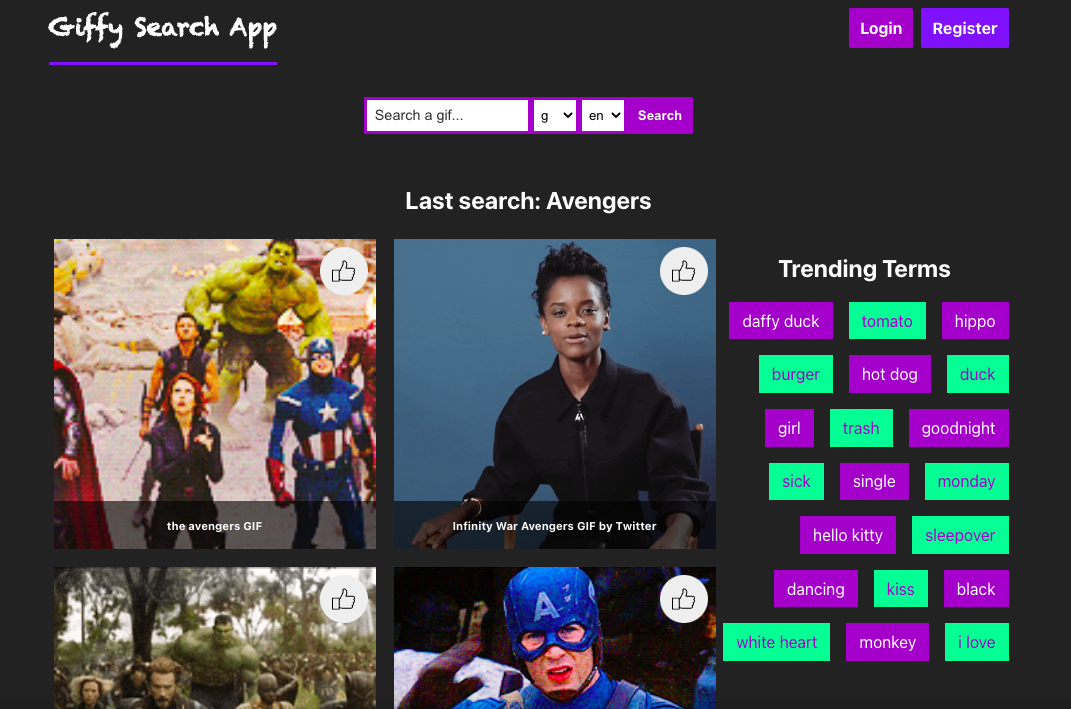 Giffy Search App
Login Register
Search a gif... g en Search
Last search: Avengers
the avengers GIF
Infinity War Avengers GIF by Twitter
A
Trending Terms
daffy duck tomato hippo
burger hot dog duck
girl trash goodnight
sick single monday
hello kitty sleepover
dancing kiss black
white heart monkey i love